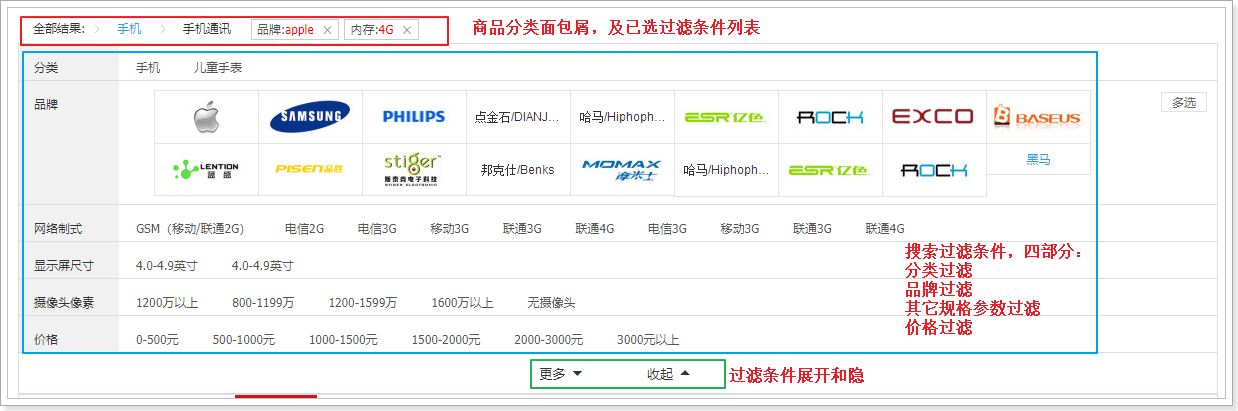 全部结果: 手机 手机通讯 品牌:apple × 内存:4G × 商品分类面包屑，及已选过滤条件列表
分类 手机 儿童手表
品牌 SAMSUNG PHILIPS 点金石/DIANJ... 哈马/Hiphoph... ESR亿色 ROCK EXCO BASEUS 多选
LENTION 蓝盛 PISEN品胜 stiger 斯泰克电子科技 STIGER ELECTRONIC 邦克仕/Benks MOMAX 摩米士 哈马/Hiphoph... ESR亿色 ROCK 黑马
网络制式 GSM（移动/联通2G） 电信2G 电信3G 移动3G 联通3G 联通4G 电信3G 移动3G 联通3G 联通4G
显示屏尺寸 4.0-4.9英寸 4.0-4.9英寸
摄像头像素 1200万以上 800-1199万 1200-1599万 1600万以上 无摄像头
价格 0-500元 500-1000元 1000-1500元 1500-2000元 2000-3000元 3000元以上
搜索过滤条件，四部分：
分类过滤
品牌过滤
其它规格参数过滤
价格过滤
更多 收起 过滤条件展开和隐